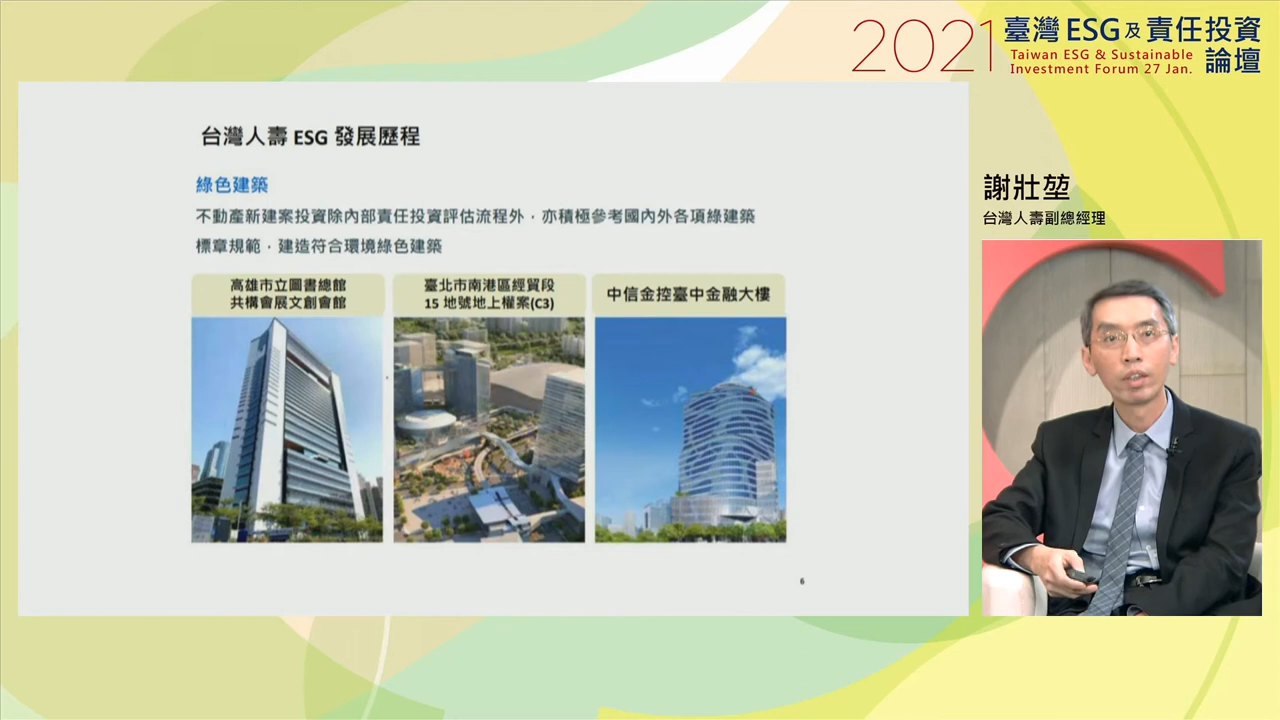 2021 臺灣 ESG 及 責任投資
Taiwan ESG & Sustainable
Investment Forum 27 Jan. 論壇
台灣人壽 ESG 發展歷程
綠色建築
不動產新建案投資除內部責任投資評估流程外，亦積極參考國內外各項綠建築
標章規範，建造符合環境綠色建築
高雄市立圖書總館
共構會展文創會館
臺北市南港區經貿段
15 地號地上權案(C3)
中信金控臺中金融大樓
6
謝壯堃
台灣人壽副總經理